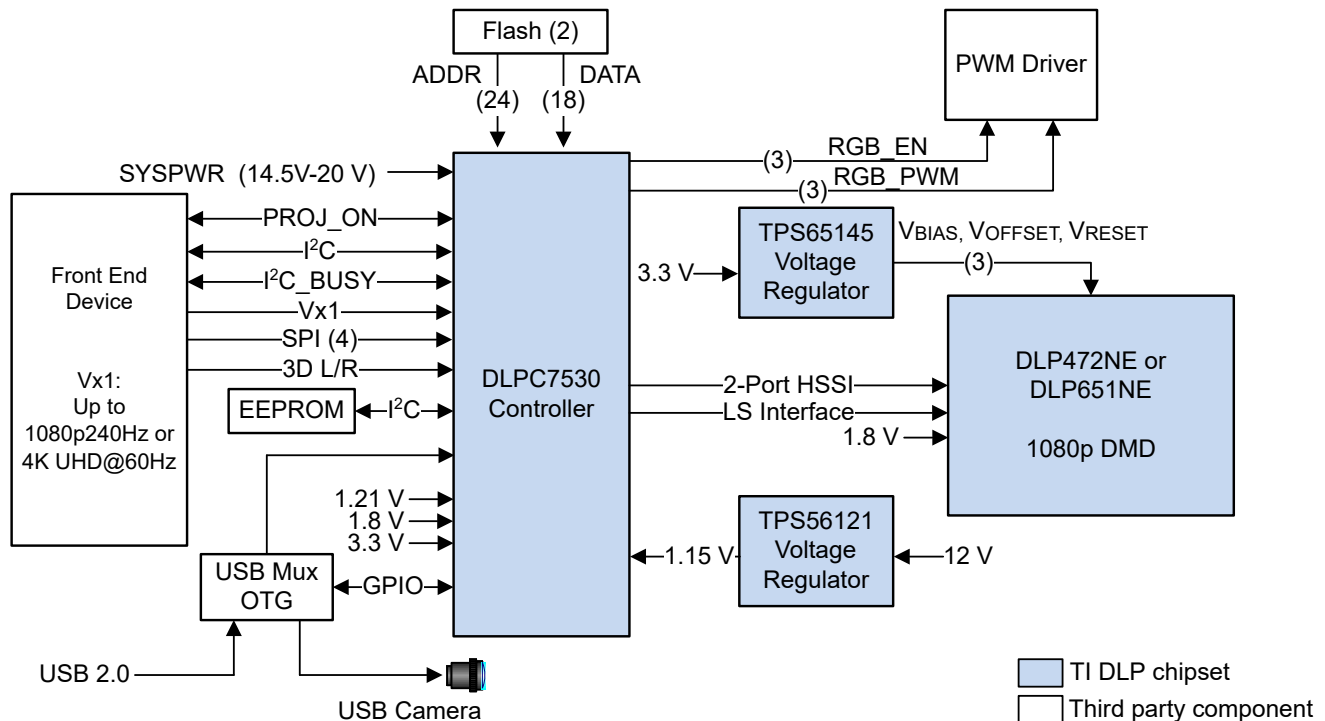 Flash (2)
ADDR
DATA
(24)
(18)
PWM Driver
RGB_EN
(3)
RGB_PWM
(3)
SYSPWR (14.5V-20 V)
PROJ_ON
I²C
I²C_BUSY
Vx1
SPI (4)
3D L/R
Front End
Device
Vx1:
Up to
1080p240Hz or
4K UHD@60Hz
EEPROM
I²C
DLPC7530
Controller
TPS65145
Voltage
Regulator
3.3 V
VBIAS, VOFFSET, VRESET
(3)
2-Port HSSI
LS Interface
1.8 V
DLP472NE or
DLP651NE
1080p DMD
1.21 V
1.8 V
3.3 V
TPS56121
Voltage
Regulator
1.15 V
12 V
USB Mux
OTG
GPIO
USB 2.0
USB Camera
TI DLP chipset
Third party component